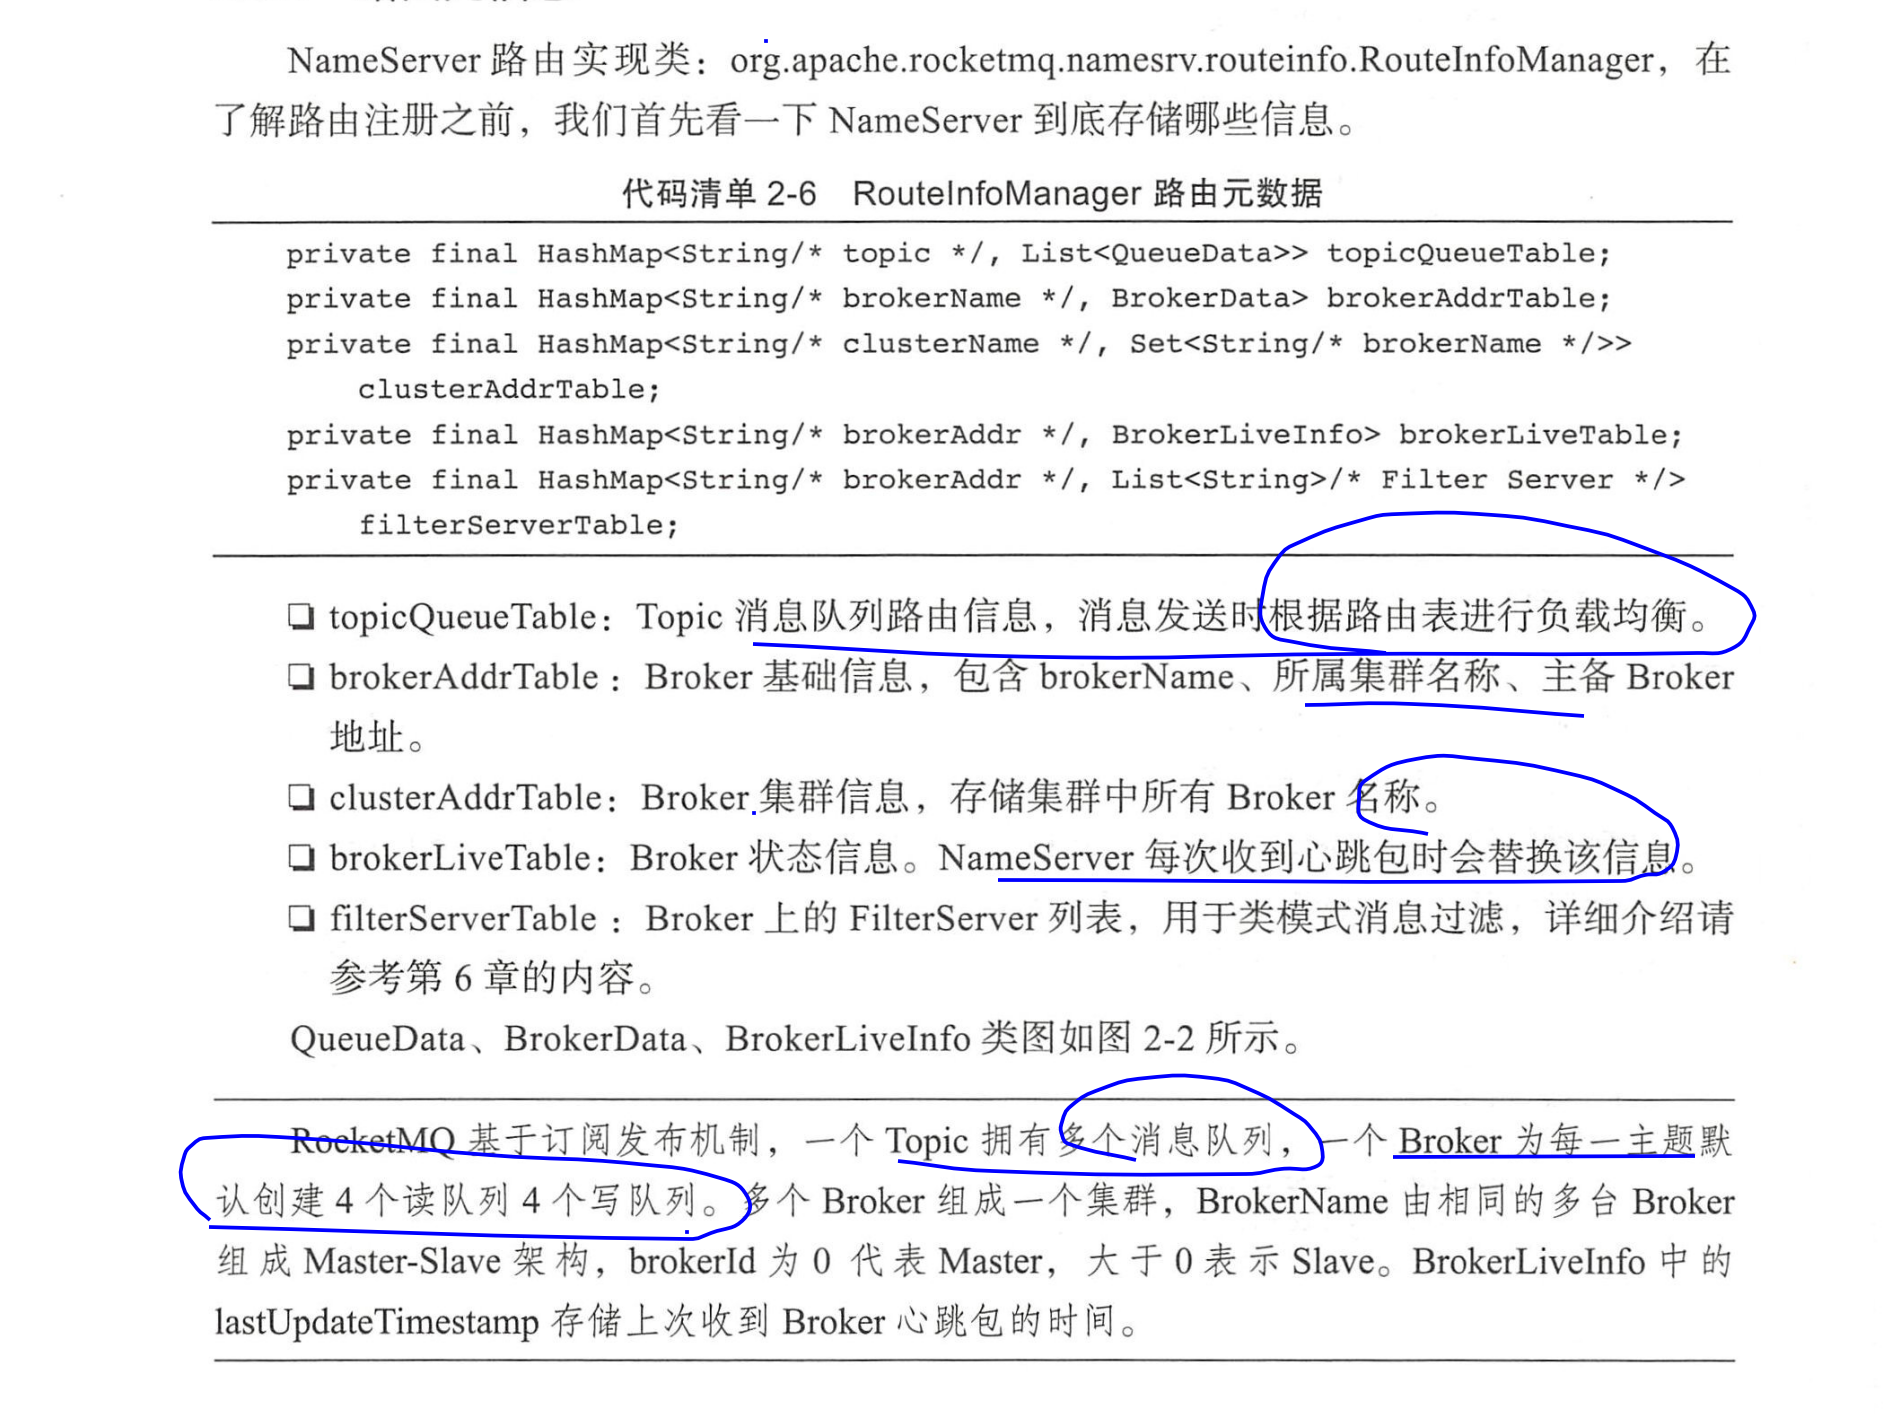 NameServer 路由实现类：org.apache.rocketmq.namesrv.routeinfo.RouteInfoManager，在
了解路由注册之前，我们首先看一下 NameServer 到底存储哪些信息。
代码清单 2-6 RouteInfoManager 路由元数据
private final HashMap<String/* topic */, List<QueueData>> topicQueueTable;
private final HashMap<String/* brokerName */, BrokerData> brokerAddrTable;
private final HashMap<String/* clusterName */, Set<String/* brokerName */>>
clusterAddrTable;
private final HashMap<String/* brokerAddr */, BrokerLiveInfo> brokerLiveTable;
private final HashMap<String/* brokerAddr */, List<String>/* Filter Server */>
filterServerTable;
❏ topicQueueTable：Topic 消息队列路由信息，消息发送时根据路由表进行负载均衡。
❏ brokerAddrTable：Broker 基础信息，包含 brokerName、所属集群名称、主备 Broker
地址。
❏ clusterAddrTable：Broker 集群信息，存储集群中所有 Broker 名称。
❏ brokerLiveTable：Broker 状态信息。NameServer 每次收到心跳包时会替换该信息。
❏ filterServerTable：Broker 上的 FilterServer 列表，用于类模式消息过滤，详细介绍请
参考第 6 章的内容。
QueueData、BrokerData、BrokerLiveInfo 类图如图 2-2 所示。
RocketMQ 基于订阅发布机制，一个 Topic 拥有多个消息队列，一个 Broker 为每一主题默
认创建 4 个读队列 4 个写队列。多个 Broker 组成一个集群，BrokerName 由相同的多台 Broker
组成 Master-Slave 架构，brokerId 为 0 代表 Master，大于 0 表示 Slave。BrokerLiveInfo 中的
lastUpdateTimestamp 存储上次收到 Broker 心跳包的时间。